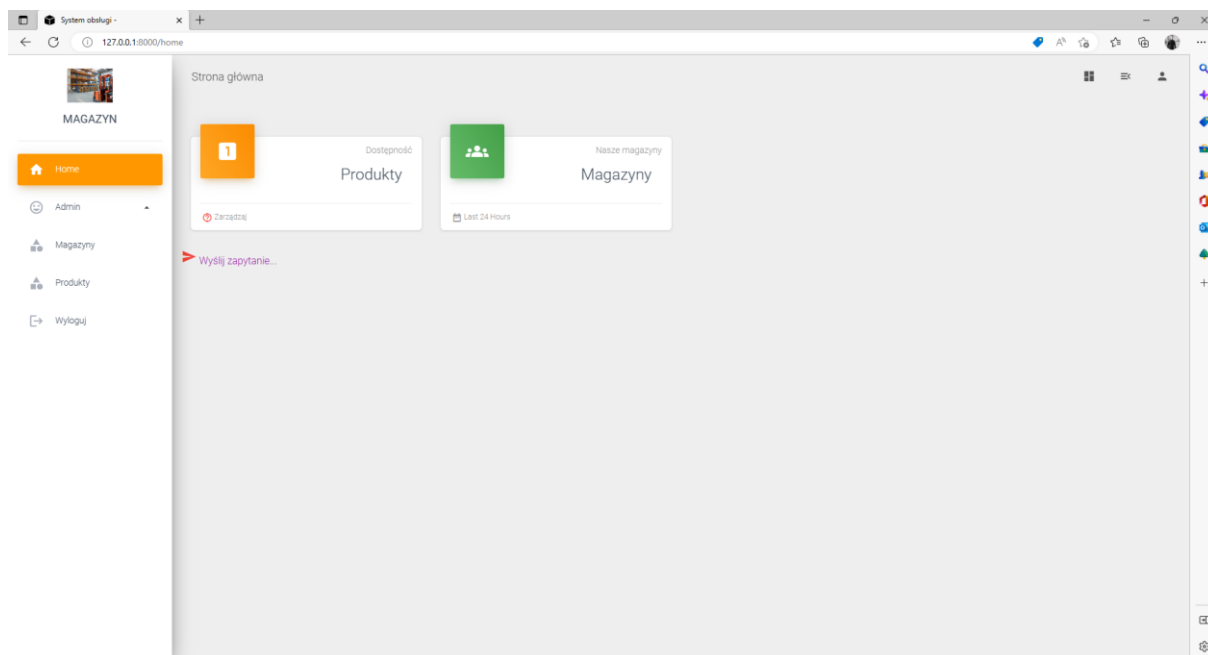 System obsługi -
127.0.0.1:8000/home
MAGAZYN
Home
Admin
Magazyny
Produkty
Wyloguj
Strona główna
1
Dostępność
Produkty
Zarządzaj
Nasze magazyny
Magazyny
Last 24 Hours
Wyślij zapytanie...